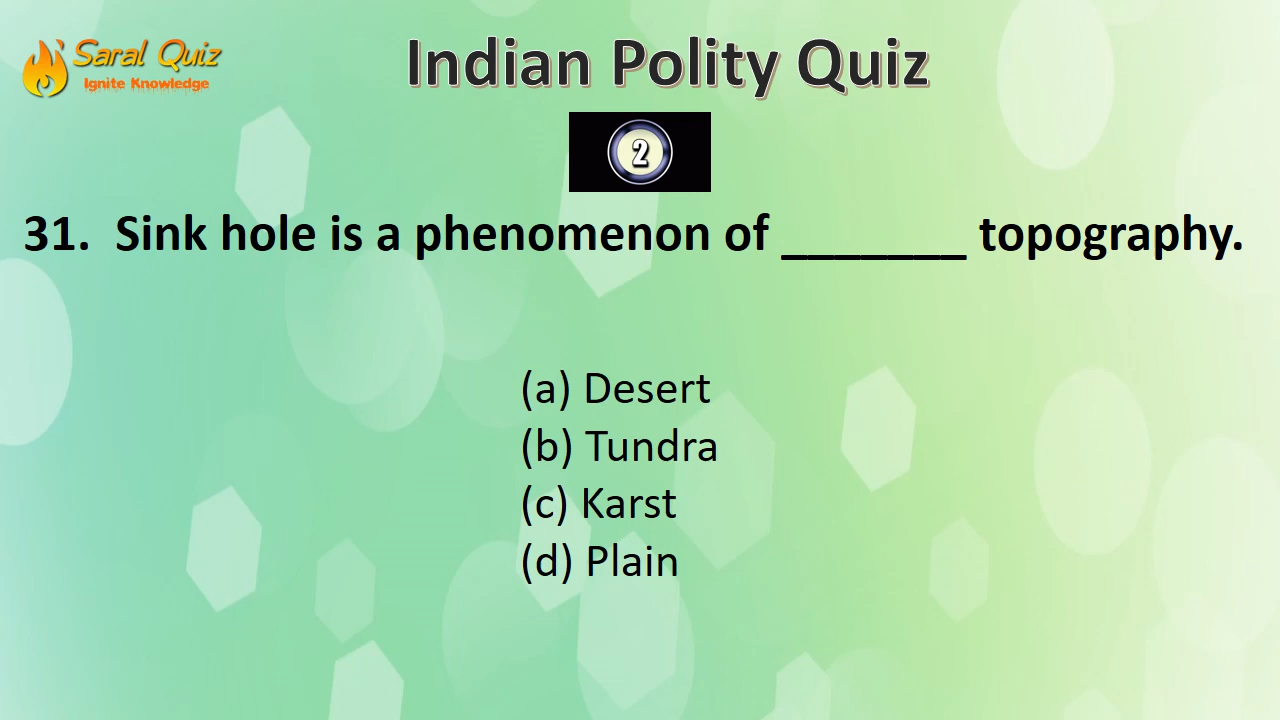 Saral Quiz
Ignite Knowledge
Indian Polity Quiz
2
31. Sink hole is a phenomenon of _______ topography.
(a) Desert
(b) Tundra
(c) Karst
(d) Plain